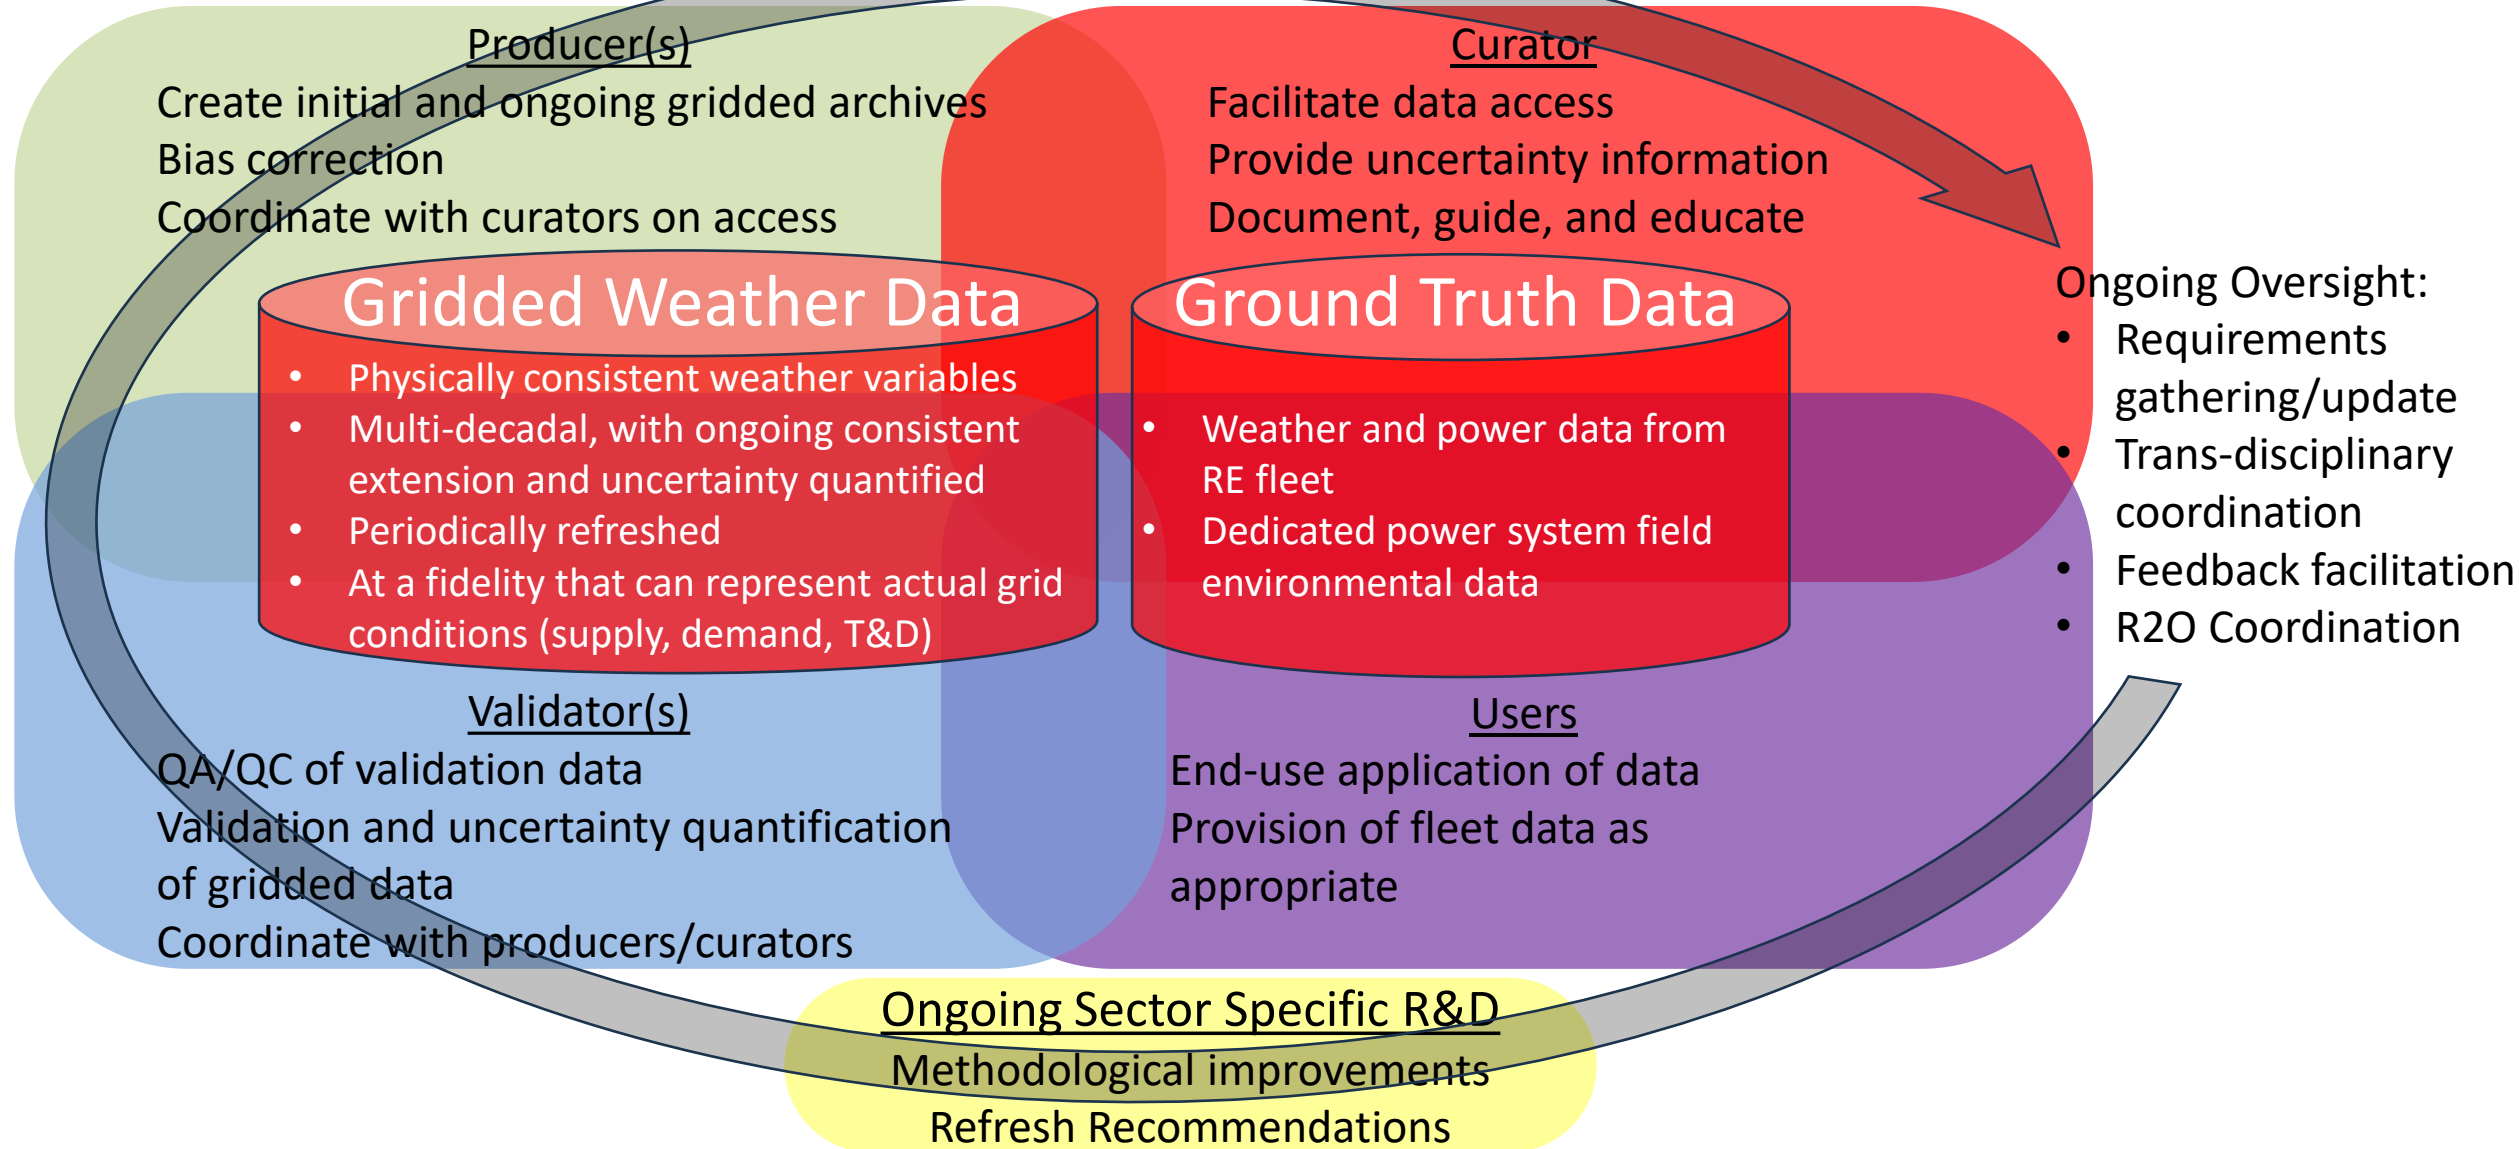 Producer(s)
Create initial and ongoing gridded archives
Bias correction
Coordinate with curators on access
Curator
Facilitate data access
Provide uncertainty information
Document, guide, and educate
Gridded Weather Data
• Physically consistent weather variables
• Multi-decadal, with ongoing consistent
extension and uncertainty quantified
• Periodically refreshed
• At a fidelity that can represent actual grid
conditions (supply, demand, T&D)
Ground Truth Data
• Weather and power data from
RE fleet
• Dedicated power system field
environmental data
Ongoing Oversight:
• Requirements
gathering/update
• Trans-disciplinary
coordination
• Feedback facilitation
• R2O Coordination
Validator(s)
QA/QC of validation data
Validation and uncertainty quantification
of gridded data
Coordinate with producers/curators
Users
End-use application of data
Provision of fleet data as
appropriate
Ongoing Sector Specific R&D
Methodological improvements
Refresh Recommendations